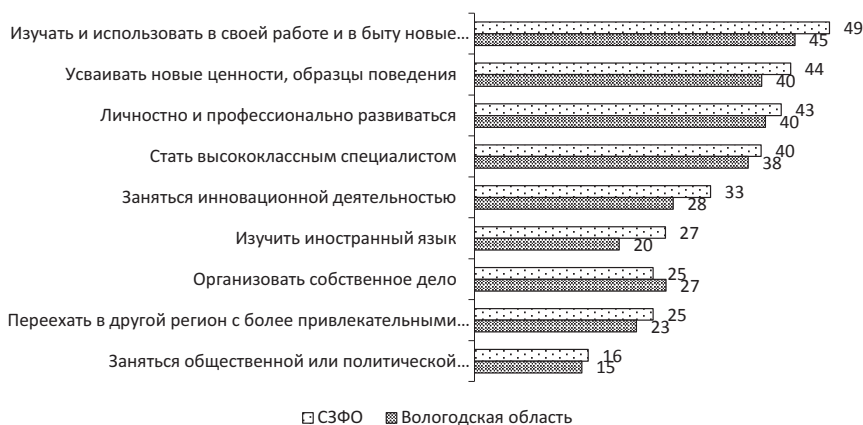 Изучать и использовать в своей работе и в быту новые…
49
45
Усваивать новые ценности, образцы поведения
44
40
Личностно и профессионально развиваться
43
40
Стать высококлассным специалистом
40
38
Заняться инновационной деятельностью
33
28
Изучить иностранный язык
27
20
Организовать собственное дело
25
27
Переехать в другой регион с более привлекательными…
25
23
Заняться общественной или политической…
16
15
СЗФО Вологодская область